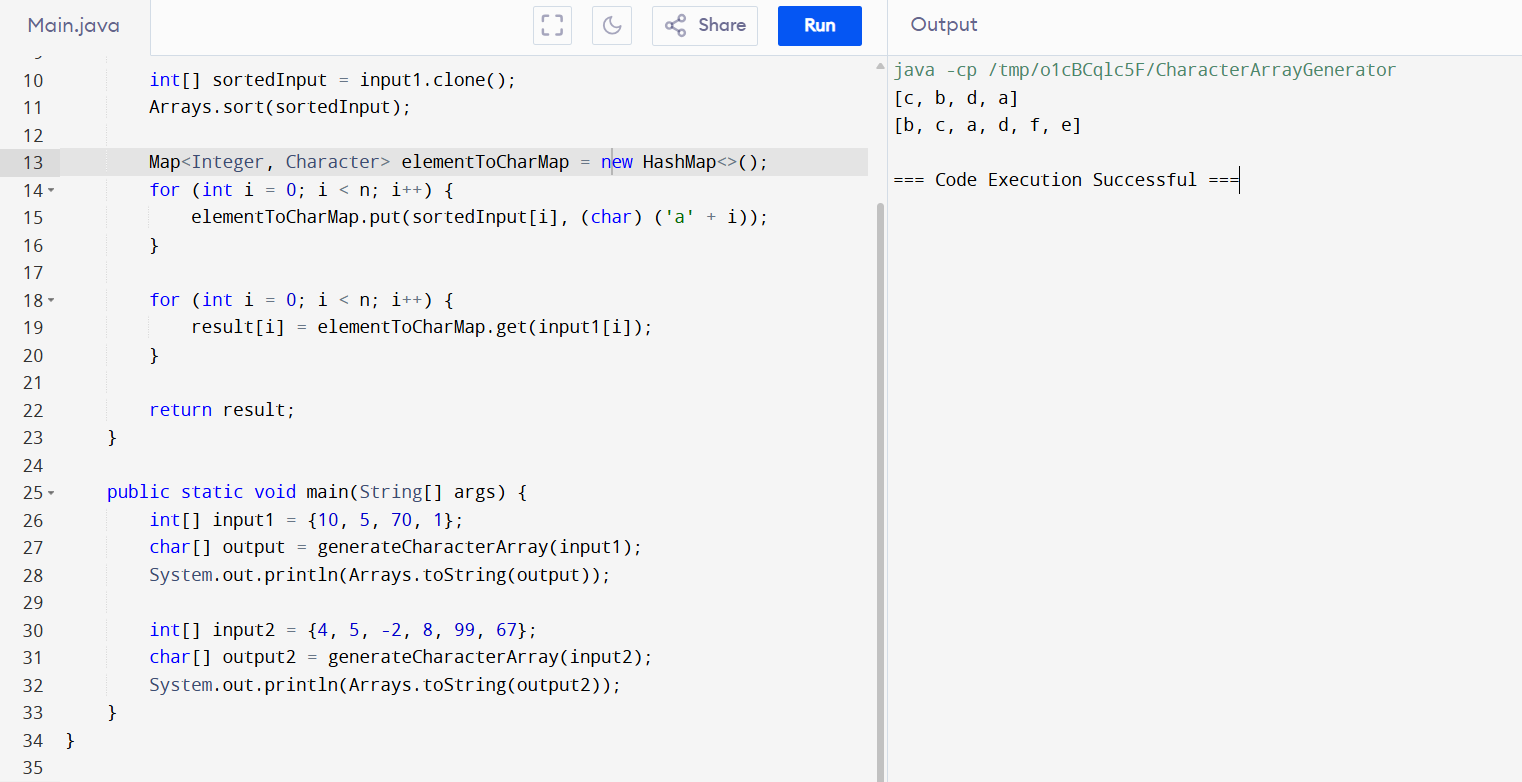 Main.java
Share
Run
Output
10 int[] sortedInput = input1.clone();
11 Arrays.sort(sortedInput);
12
13 Map<Integer, Character> elementToCharMap = new HashMap<>();
14 for (int i = 0; i < n; i++) {
15 elementToCharMap.put(sortedInput[i], (char) ('a' + i));
16 }
17
18 for (int i = 0; i < n; i++) {
19 result[i] = elementToCharMap.get(input1[i]);
20 }
21
22 return result;
23 }
24
25 public static void main(String[] args) {
26 int[] input1 = {10, 5, 70, 1};
27 char[] output = generateCharacterArray(input1);
28 System.out.println(Arrays.toString(output));
29
30 int[] input2 = {4, 5, -2, 8, 99, 67};
31 char[] output2 = generateCharacterArray(input2);
32 System.out.println(Arrays.toString(output2));
33 }
34 }
35
java -cp /tmp/o1cBCqlc5F/CharacterArrayGenerator
[c, b, d, a]
[b, c, a, d, f, e]
=== Code Execution Successful ===